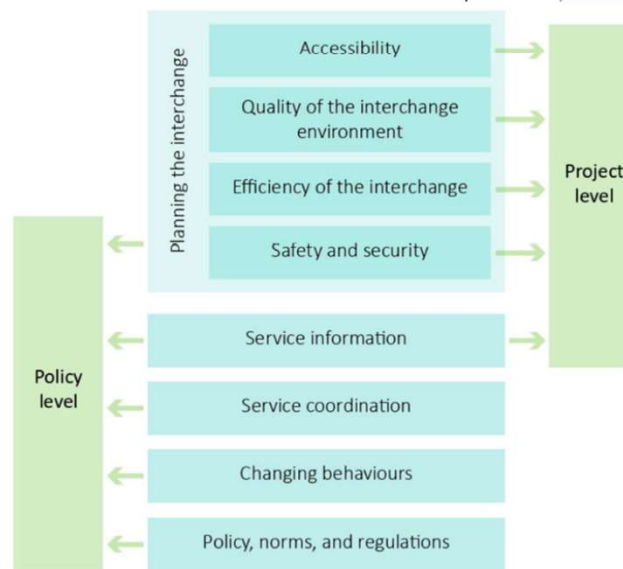 Planning the interchange
Accessibility
Quality of the interchange
environment
Efficiency of the interchange
Safety and security
Project
level
Policy
level
Service information
Service coordination
Changing behaviours
Policy, norms, and regulations